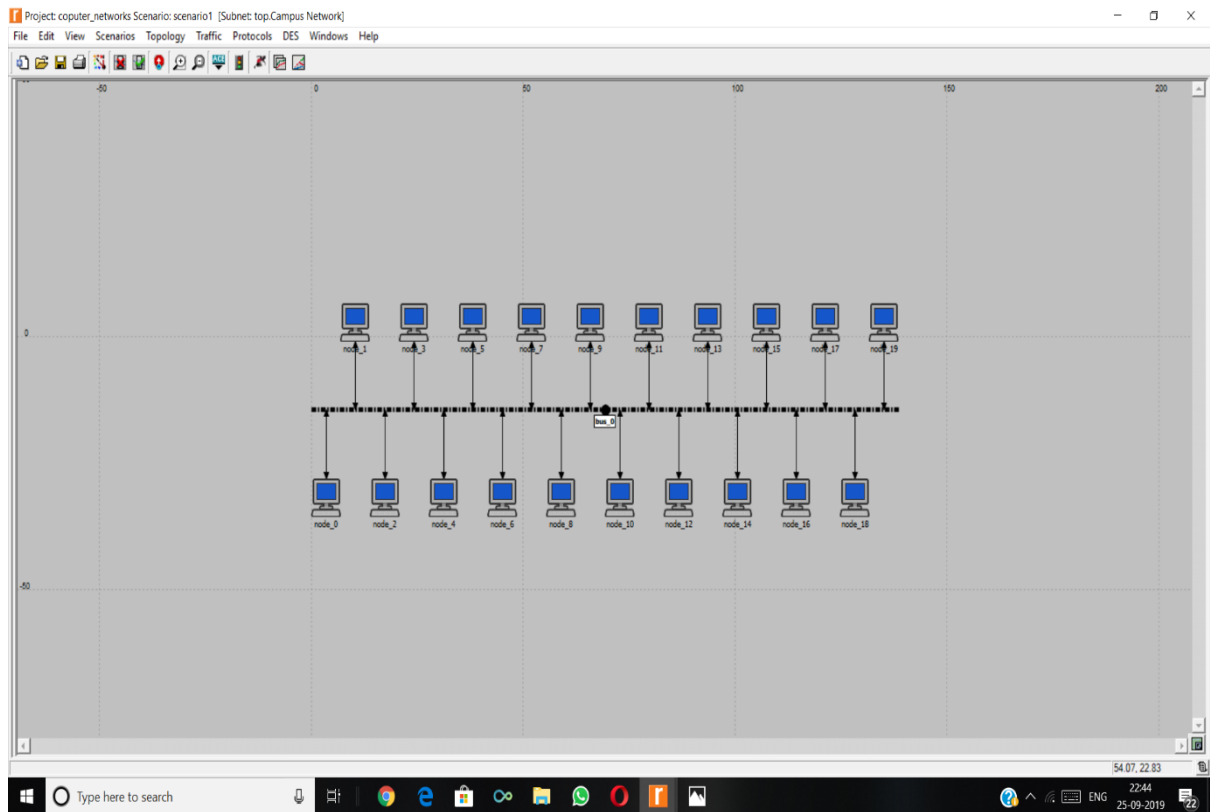 Project: coputer_networks Scenario: scenario1 [Subnet: top.Campus Network]
File Edit View Scenarios Topology Traffic Protocols DES Windows Help
-50 0 50 100 150 200
0
node_1 node_3 node_5 node_7 node_9 node_11 node_13 node_15 node_17 node_19
bus_0
node_0 node_2 node_4 node_6 node_8 node_10 node_12 node_14 node_16 node_18
-50
54.07, 22.83
Type here to search
ENG
22:44
25-09-2019
22